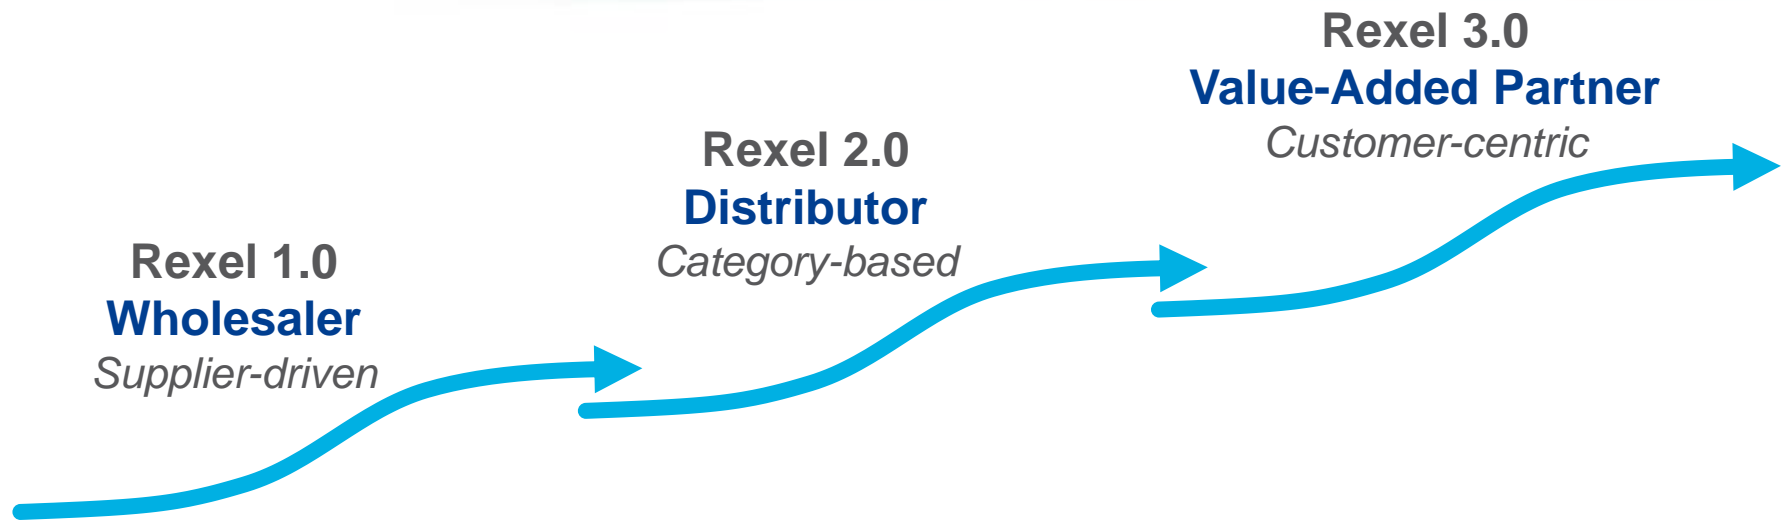 Rexel 1.0
Wholesaler
Supplier-driven
Rexel 2.0
Distributor
Category-based
Rexel 3.0
Value-Added Partner
Customer-centric